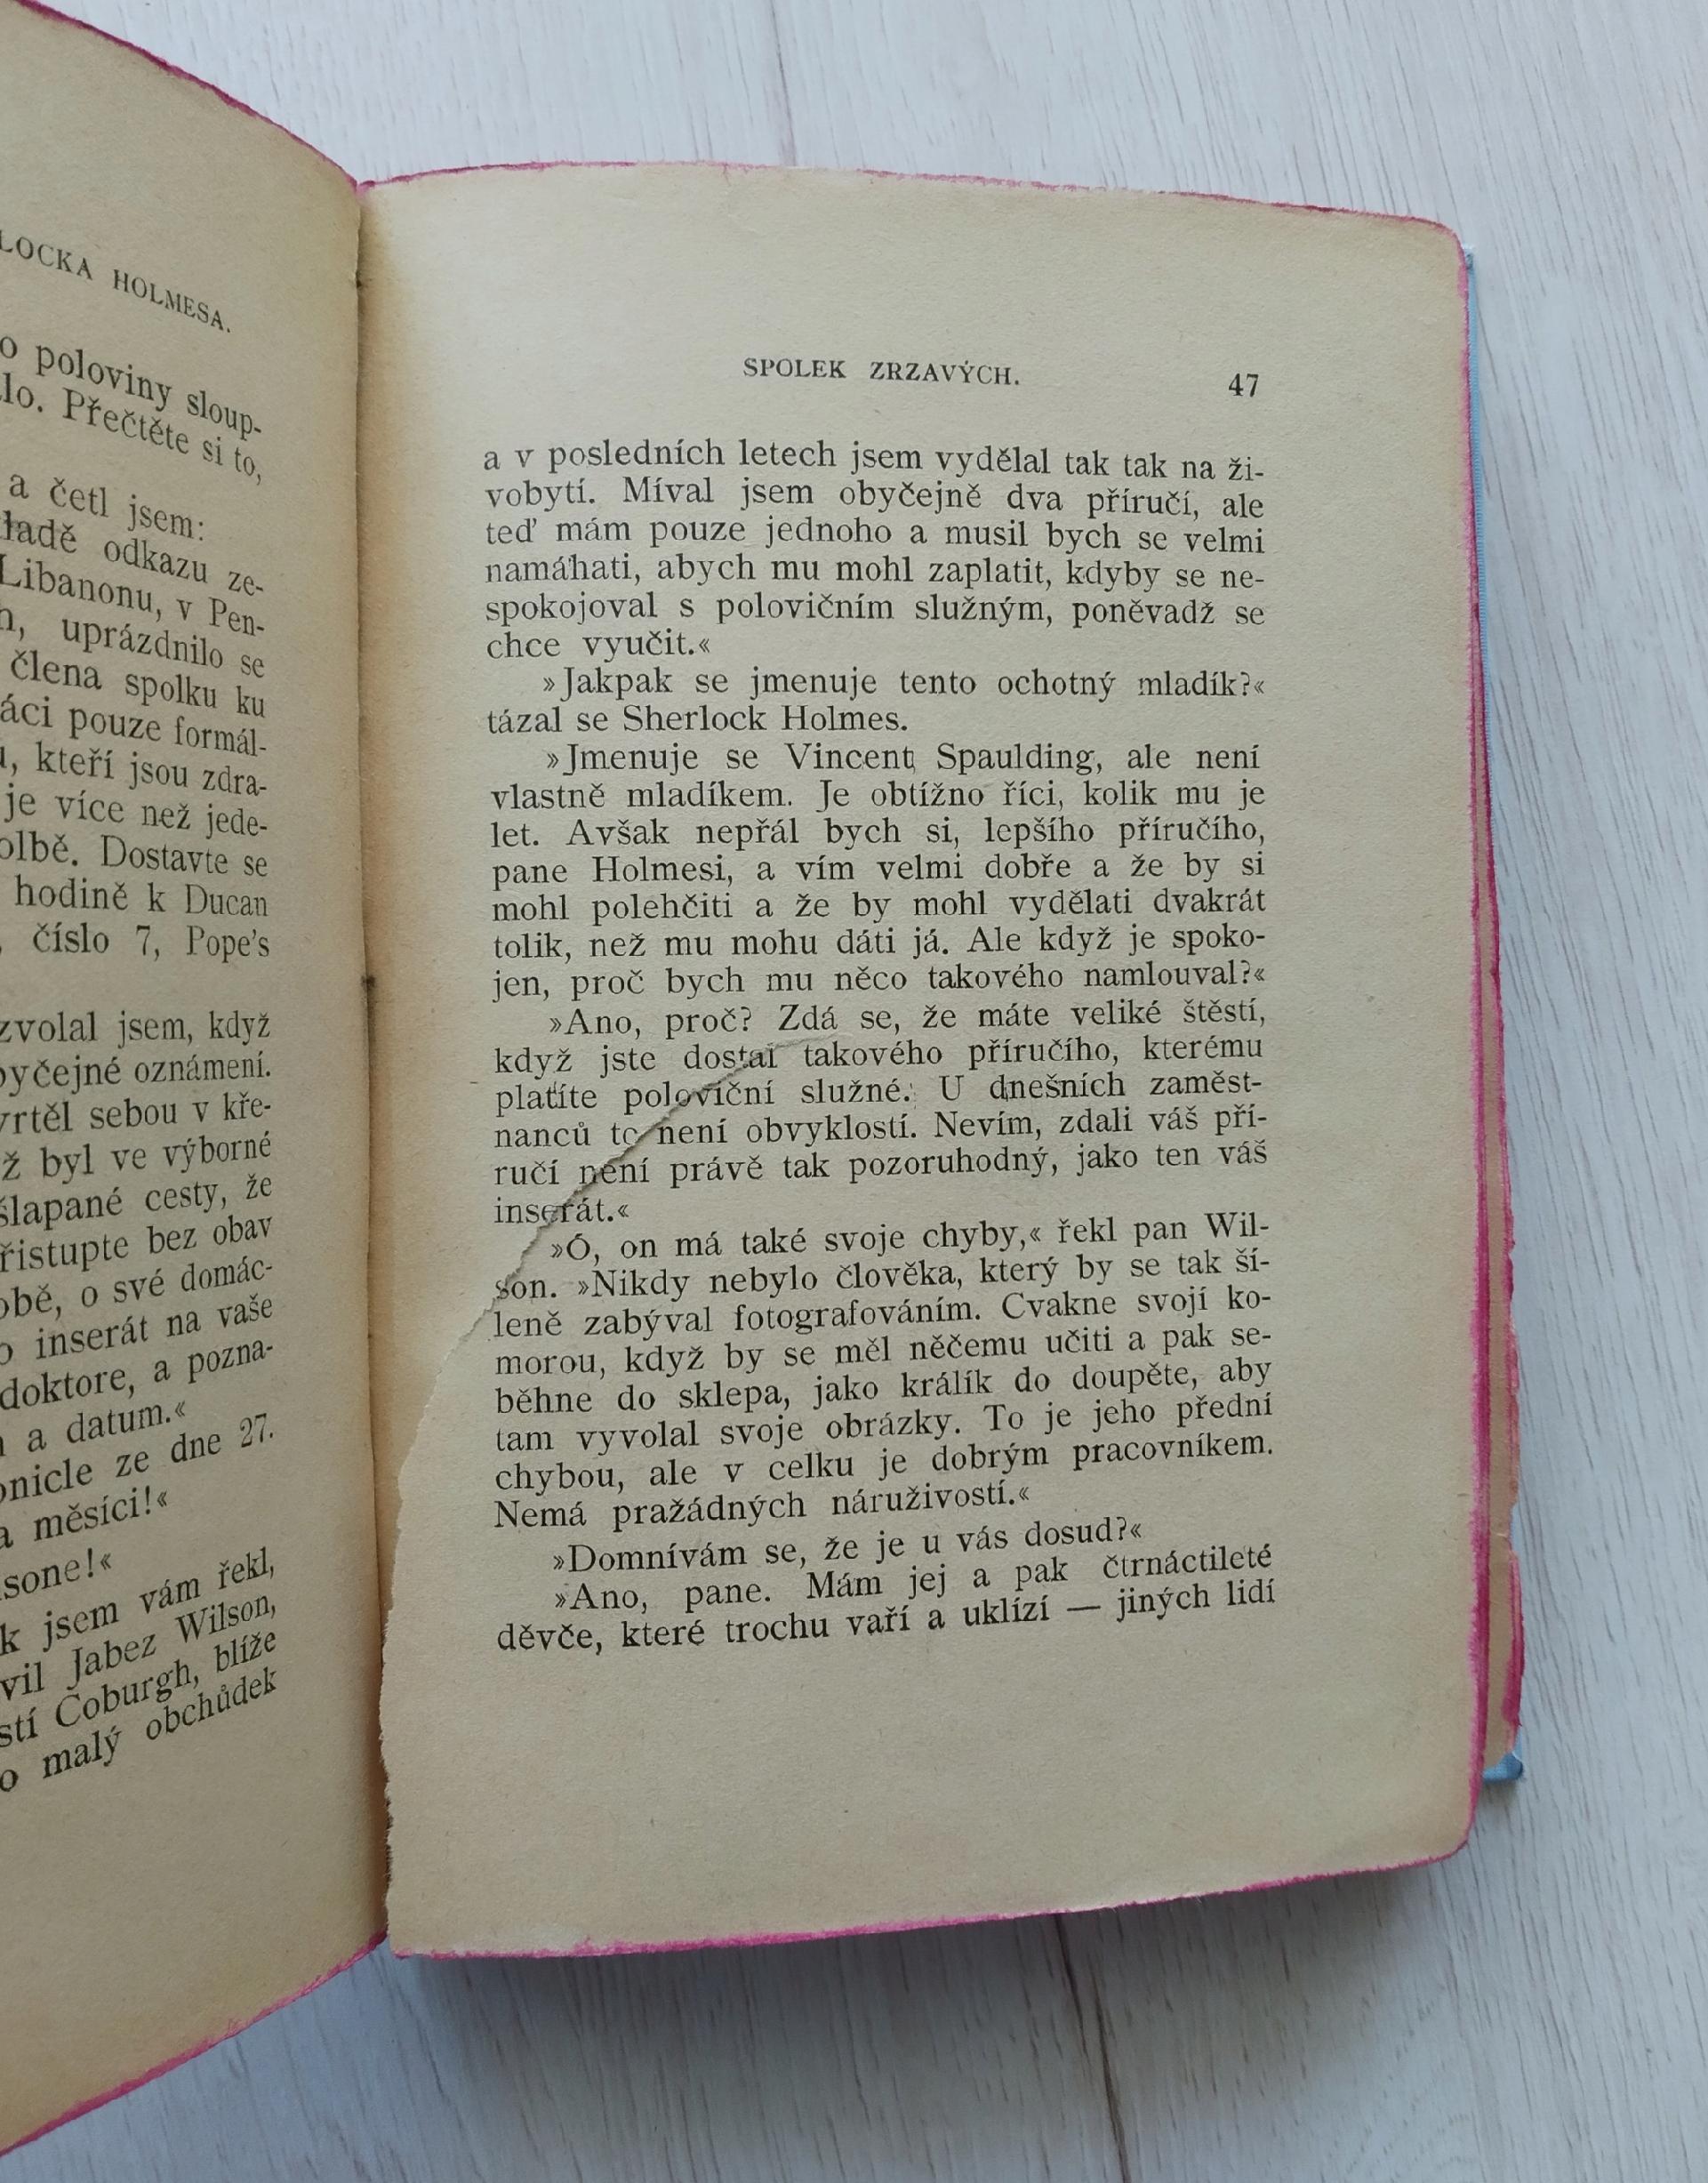 HOLMESA.
poloviny sloup-
Přečtěte si to,
a četl jsem:
odkazu ze-
Libanonu, v Pen-
uprázdnilo se
člena spolku ku
pouze formál-
kteří jsou zdra-
je více než jede-
Dostavte se
hodině k Ducan
číslo 7, Pope's
zvolal jsem, když
oznámení.
sebou v kře-
byl ve výborné
cesty, že
bez obav
o své domác-
inserát na vaše
doktore, a pozna-
a datum.«
ze dne 27.
měsíci!«
jsem vám řekl,
Jabez Wilson,
Coburgh, blíže
malý obchůdek
SPOLEK ZRZAVÝCH. 47
a v posledních letech jsem vydělal tak tak na ži-
vobytí. Míval jsem obyčejně dva příručí, ale
teď mám pouze jednoho a musil bych se velmi
namáhati, abych mu mohl zaplatit, kdyby se ne-
spokojoval s polovičním služným, poněvadž se
chce vyučit.«
»Jakpak se jmenuje tento ochotný mladík?«
tázal se Sherlock Holmes.
»Jmenuje se Vincent Spaulding, ale není
vlastně mladíkem. Je obtížno říci, kolik mu je
let. Avšak nepřál bych si, lepšího příručího,
pane Holmesi, a vím velmi dobře a že by si
mohl polehčiti a že by mohl vydělati dvakrát
tolik, než mu mohu dáti já. Ale když je spoko-
jen, proč bych mu něco takového namlouval?«
»Ano, proč? Zdá se, že máte veliké štěstí,
když jste dostal takového příručího, kterému
platíte poloviční služné. U dnešních zaměst-
nanců to není obvyklostí. Nevím, zdali váš pří-
ručí není právě tak pozoruhodný, jako ten váš
inserát.«
»Ó, on má také svoje chyby,« řekl pan Wil-
son. »Nikdy nebylo člověka, který by se tak ší-
leně zabýval fotografováním. Cvakne svojí ko-
morou, když by se měl něčemu učiti a pak se-
běhne do sklepa, jako králík do doupěte, aby
tam vyvolal svoje obrázky. To je jeho přední
chybou, ale v celku je dobrým pracovníkem.
Nemá pražádných náruživostí.«
»Domnívám se, že je u vás dosud?«
»Ano, pane. Mám jej a pak čtrnáctileté
děvče, které trochu vaří a uklízí — jiných lidí